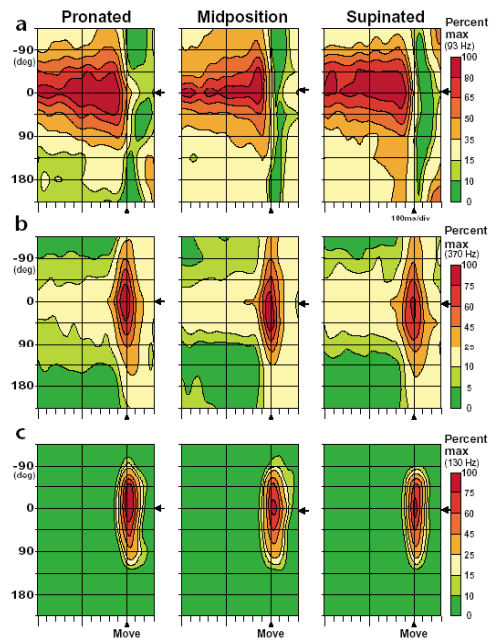 Pronated Midposition Supinated
a
Percent
max
(93 Hz)
-90
(deg)
0
90
180
100
80
65
50
35
15
10
0
100ms/div
b
Percent
max
(370 Hz)
-90
(deg)
0
90
180
100
75
60
45
25
15
5
0
c
Percent
max
(130 Hz)
-90
(deg)
0
90
180
100
75
60
45
25
15
10
0
Move Move Move